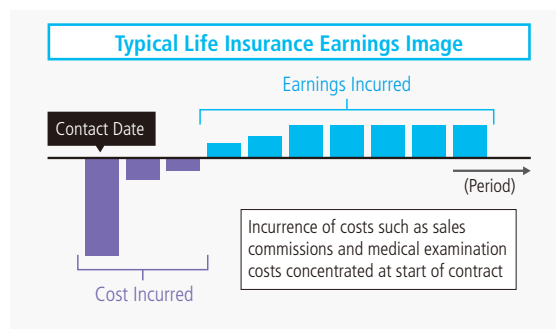 Typical Life Insurance Earnings Image
Earnings Incurred
Contact Date
(Period)
Incurrence of costs such as sales
commissions and medical examination
costs concentrated at start of contract
Cost Incurred